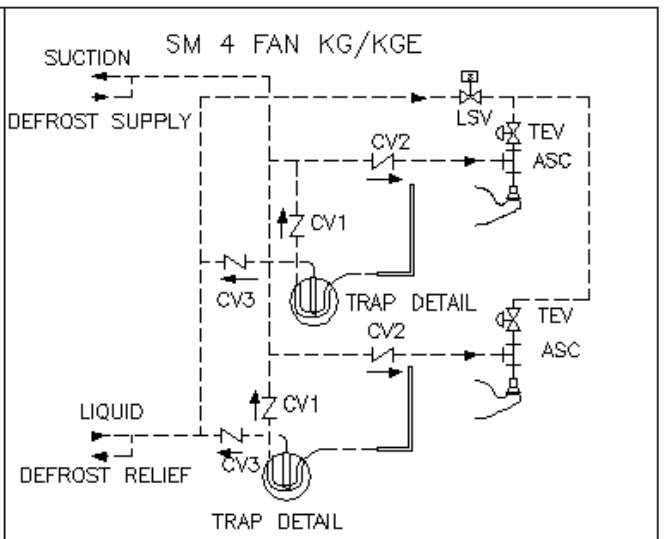 SM 4 FAN KG/KGE
SUCTION
DEFROST SUPPLY
LSV
TEV
CV2
ASC
CV1
CV3
TRAP DETAIL
CV2
TEV
ASC
LIQUID
CV1
CV3
DEFROST RELIEF
TRAP DETAIL